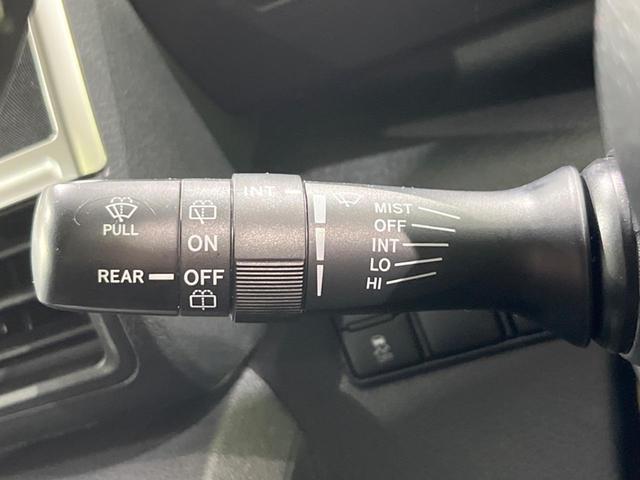 PULL
REAR
ON
OFF
INT
MIST
OFF
INT
LO
HI